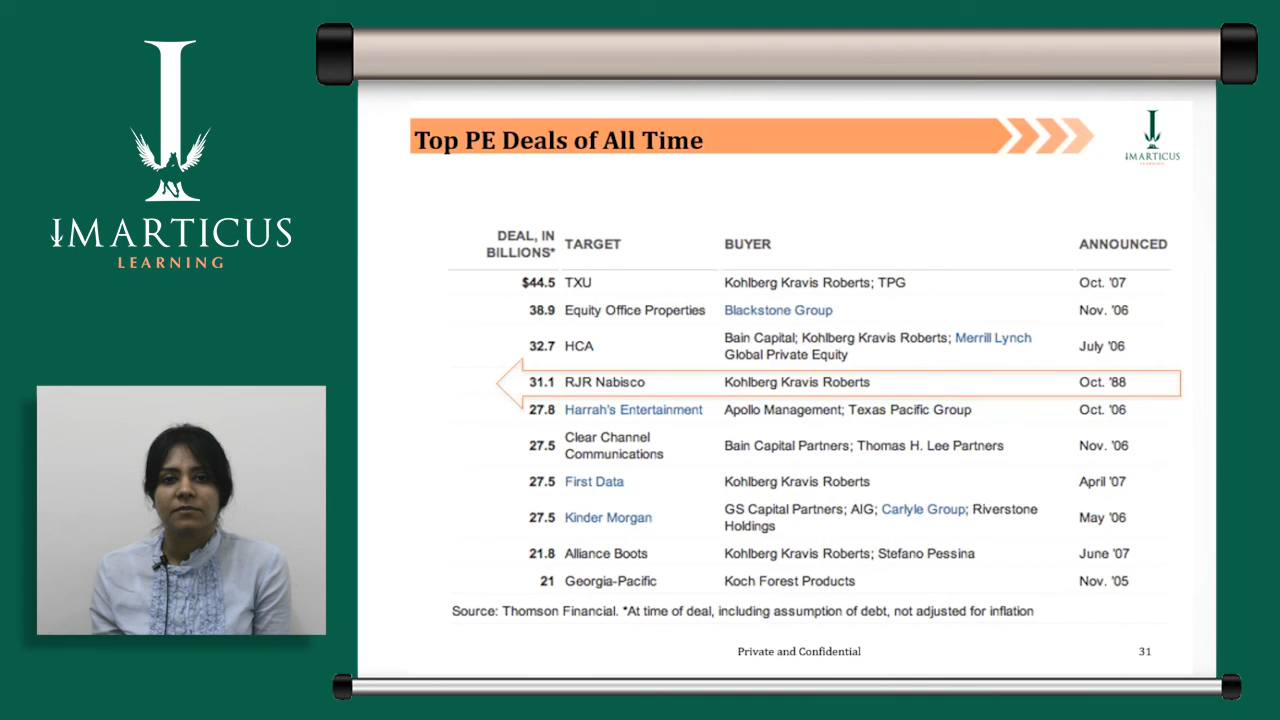 IMARTICUS
LEARNING
Top PE Deals of All Time
IMARTICUS
LEARNING
DEAL, IN BILLIONS* TARGET BUYER ANNOUNCED
$44.5 TXU Kohlberg Kravis Roberts; TPG Oct. '07
38.9 Equity Office Properties Blackstone Group Nov. '06
32.7 HCA Bain Capital; Kohlberg Kravis Roberts; Merrill Lynch Global Private Equity July '06
31.1 RJR Nabisco Kohlberg Kravis Roberts Oct. '88
27.8 Harrah's Entertainment Apollo Management; Texas Pacific Group Oct. '06
27.5 Clear Channel Communications Bain Capital Partners; Thomas H. Lee Partners Nov. '06
27.5 First Data Kohlberg Kravis Roberts April '07
27.5 Kinder Morgan GS Capital Partners; AIG; Carlyle Group; Riverstone Holdings May '06
21.8 Alliance Boots Kohlberg Kravis Roberts; Stefano Pessina June '07
21 Georgia-Pacific Koch Forest Products Nov. '05
Source: Thomson Financial. *At time of deal, including assumption of debt, not adjusted for inflation
Private and Confidential 31